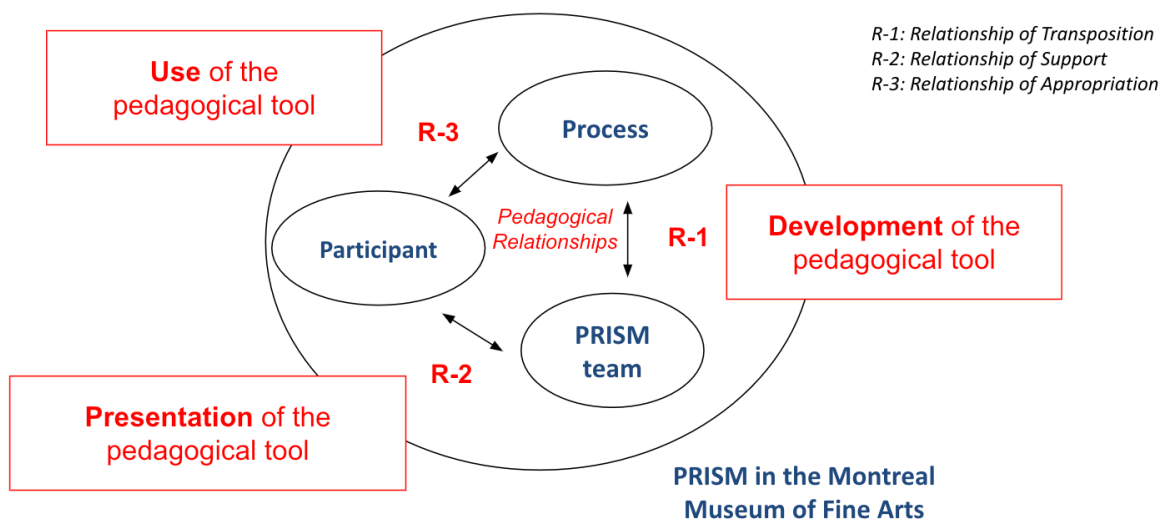 R-1: Relationship of Transposition
R-2: Relationship of Support
R-3: Relationship of Appropriation
Use of the
pedagogical tool
R-3
Process
Pedagogical
Relationships
R-1
Development of the
pedagogical tool
Participant
PRISM
team
R-2
Presentation of the
pedagogical tool
PRISM in the Montreal
Museum of Fine Arts